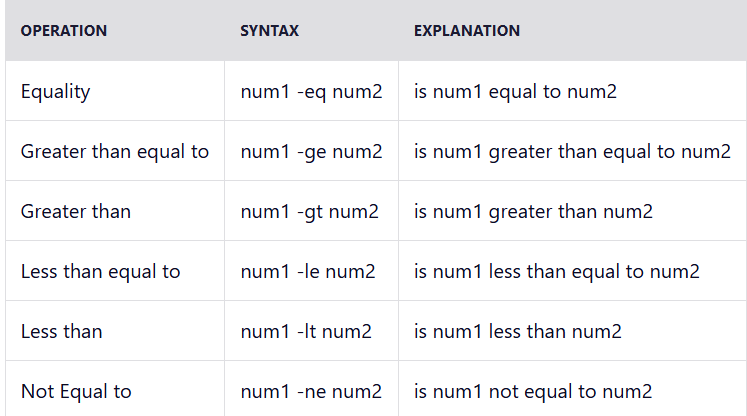 OPERATION SYNTAX EXPLANATION
Equality num1 -eq num2 is num1 equal to num2
Greater than equal to num1 -ge num2 is num1 greater than equal to num2
Greater than num1 -gt num2 is num1 greater than num2
Less than equal to num1 -le num2 is num1 less than equal to num2
Less than num1 -lt num2 is num1 less than num2
Not Equal to num1 -ne num2 is num1 not equal to num2